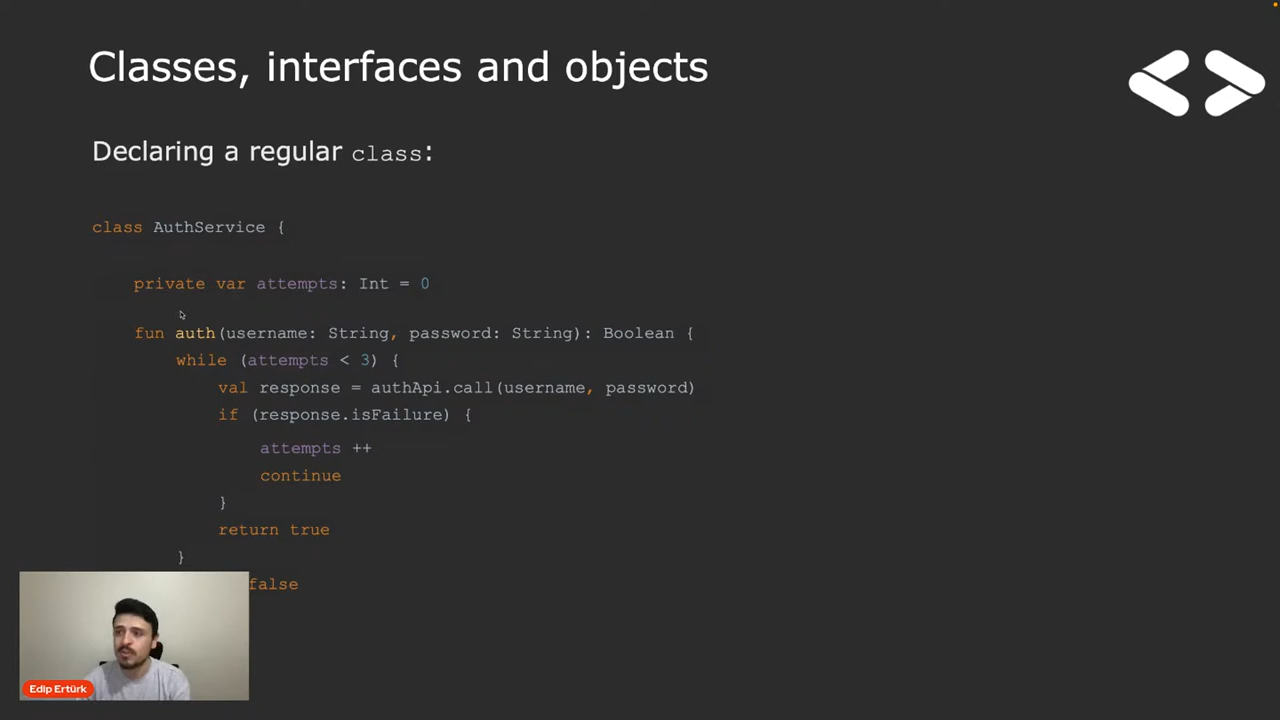 Classes, interfaces and objects
Declaring a regular class:
class AuthService {
private var attempts: Int = 0
fun auth(username: String, password: String): Boolean {
while (attempts < 3) {
val response = authApi.call(username, password)
if (response.isFailure) {
attempts ++
continue
}
return true
}
false
Edip Ertürk